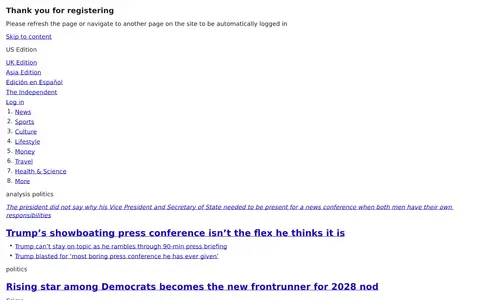 Thank you for registering
Please refresh the page or navigate to another page on the site to be automatically logged in
Skip to content
US Edition
UK Edition
Asia Edition
Edición en Español
The Independent
Log in
1. News
2. Sports
3. Culture
4. Lifestyle
5. Money
6. Travel
7. Health & Science
8. More
analysis politics
The president did not say why his Vice President and Secretary of State needed to be present for a news conference when both men have their own
responsibilities
Trump’s showboating press conference isn’t the flex he thinks it is
• Trump can’t stay on topic as he rambles through 90-min press briefing
• Trump blasted for ‘most boring press conference he has ever given’
politics
Rising star among Democrats becomes the new frontrunner for 2028 nod